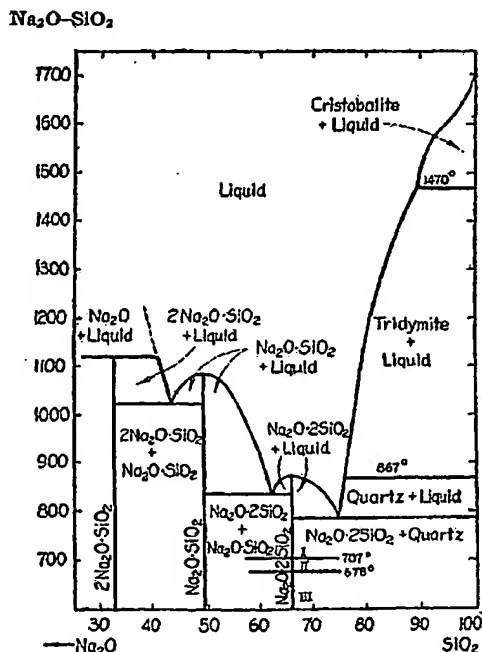 Na₂O–SiO₂
1700
1600
1500
1400
1300
1200
1100
1000
900
800
700
Cristobalite
+ Liquid
1470°
Liquid
Na₂O
+ Liquid
2Na₂O·SiO₂
+ Liquid
Na₂O·SiO₂
+ Liquid
Tridymite
+
Liquid
2Na₂O·SiO₂
+
Na₂O·SiO₂
Na₂O·2SiO₂
+
Liquid
867°
Quartz + Liquid
Na₂O·2SiO₂
+
Na₂O·SiO₂
Na₂O·2SiO₂ + Quartz
I
707°
II
678°
III
2Na₂O·SiO₂
Na₂O·SiO₂
Na₂O·2SiO₂
30 40 50 60 70 80 90 100
Na₂O
SiO₂